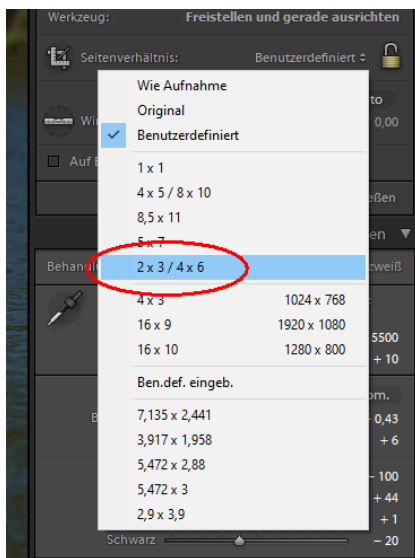 Werkzeug: Freistellen und gerade ausrichten
Seitenverhältnis: Benutzerdefiniert
Wie Aufnahme
Original
Benutzerdefiniert
0,00
Auf
1 x 1
4 x 5 / 8 x 10
8,5 x 11
5 x 7
2 x 3 / 4 x 6
4 x 3 1024 x 768
16 x 9 1920 x 1080
5500
16 x 10 1280 x 800
+ 10
Ben.def. eingeb.
7,135 x 2,441
0,43
3,917 x 1,958
+ 6
5,472 x 2,88
5,472 x 3
100
+ 44
2,9 x 3,9
+ 1
Schwarz – 20